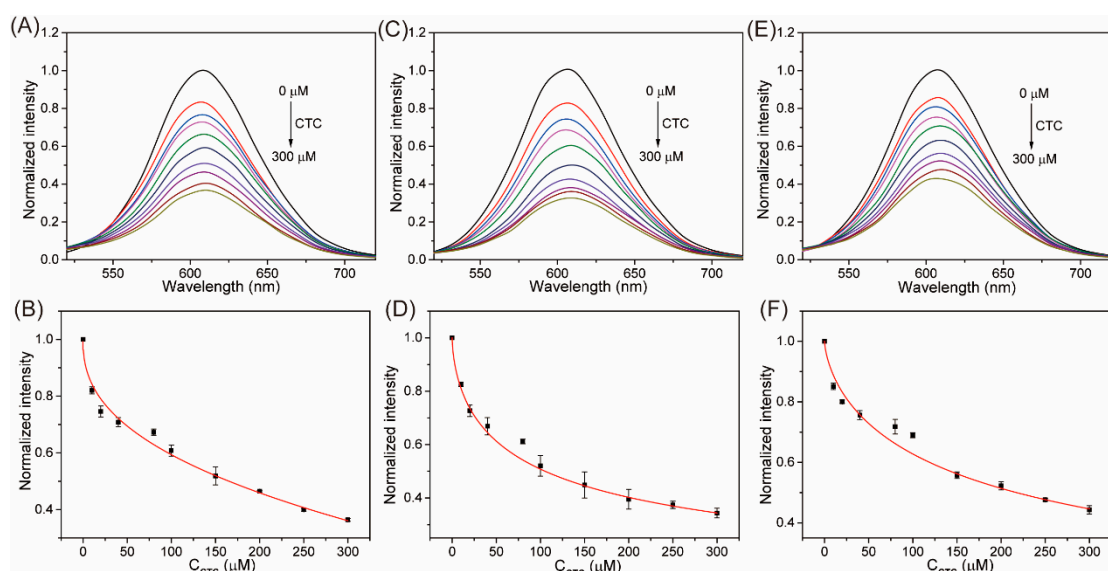 (A)
1.2
1.0
0.8
0.6
0.4
0.2
0.0
Normalized intensity
0 μM
CTC
300 μM
550 600 650 700
Wavelength (nm)
(C)
1.2
1.0
0.8
0.6
0.4
0.2
0.0
Normalized intensity
0 μM
CTC
300 μM
550 600 650 700
Wavelength (nm)
(E)
1.2
1.0
0.8
0.6
0.4
0.2
0.0
Normalized intensity
0 μM
CTC
300 μM
550 600 650 700
Wavelength (nm)
(B)
1.0
0.8
0.6
0.4
Normalized intensity
0 50 100 150 200 250 300
C (μM)
(D)
1.0
0.8
0.6
0.4
Normalized intensity
0 50 100 150 200 250 300
C (μM)
(F)
1.0
0.8
0.6
0.4
Normalized intensity
0 50 100 150 200 250 300
C (μM)